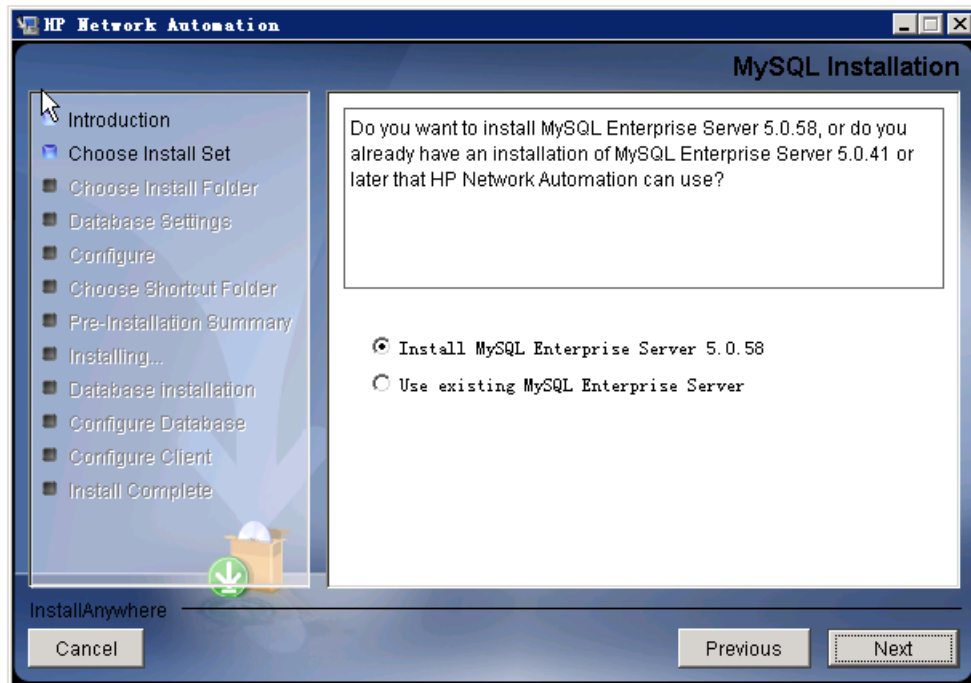 HP Network Automation
MySQL Installation
Introduction
Choose Install Set
Choose Install Folder
Database Settings
Configure
Choose Shortcut Folder
Pre-Installation Summary
Installing...
Database installation
Configure Database
Configure Client
Install Complete
Do you want to install MySQL Enterprise Server 5.0.58, or do you
already have an installation of MySQL Enterprise Server 5.0.41 or
later that HP Network Automation can use?
Install MySQL Enterprise Server 5.0.58
Use existing MySQL Enterprise Server
InstallAnywhere
Cancel
Previous
Next